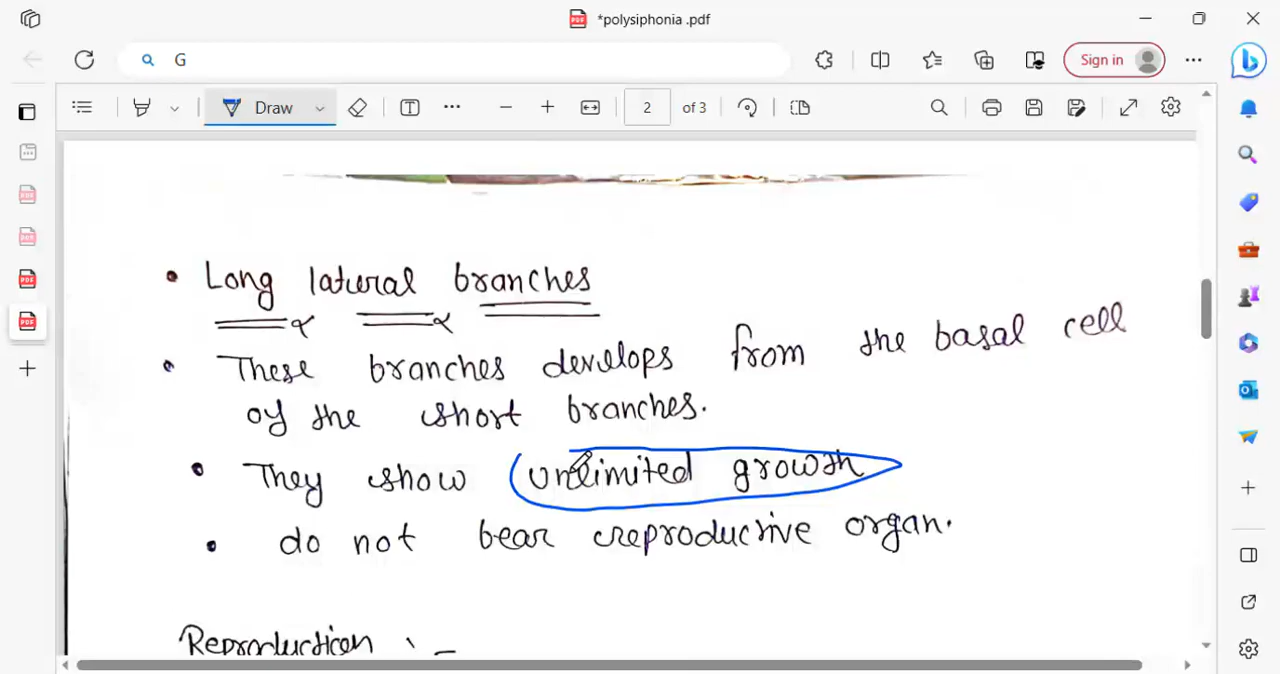 *polysiphonia .pdf
G
Sign in
Draw
2 of 3
• Long latural branches
• These branches develops from the basal cell
of the short branches.
• They show unlimited growth
• do not bear reproductive organ.
Reproduction :-